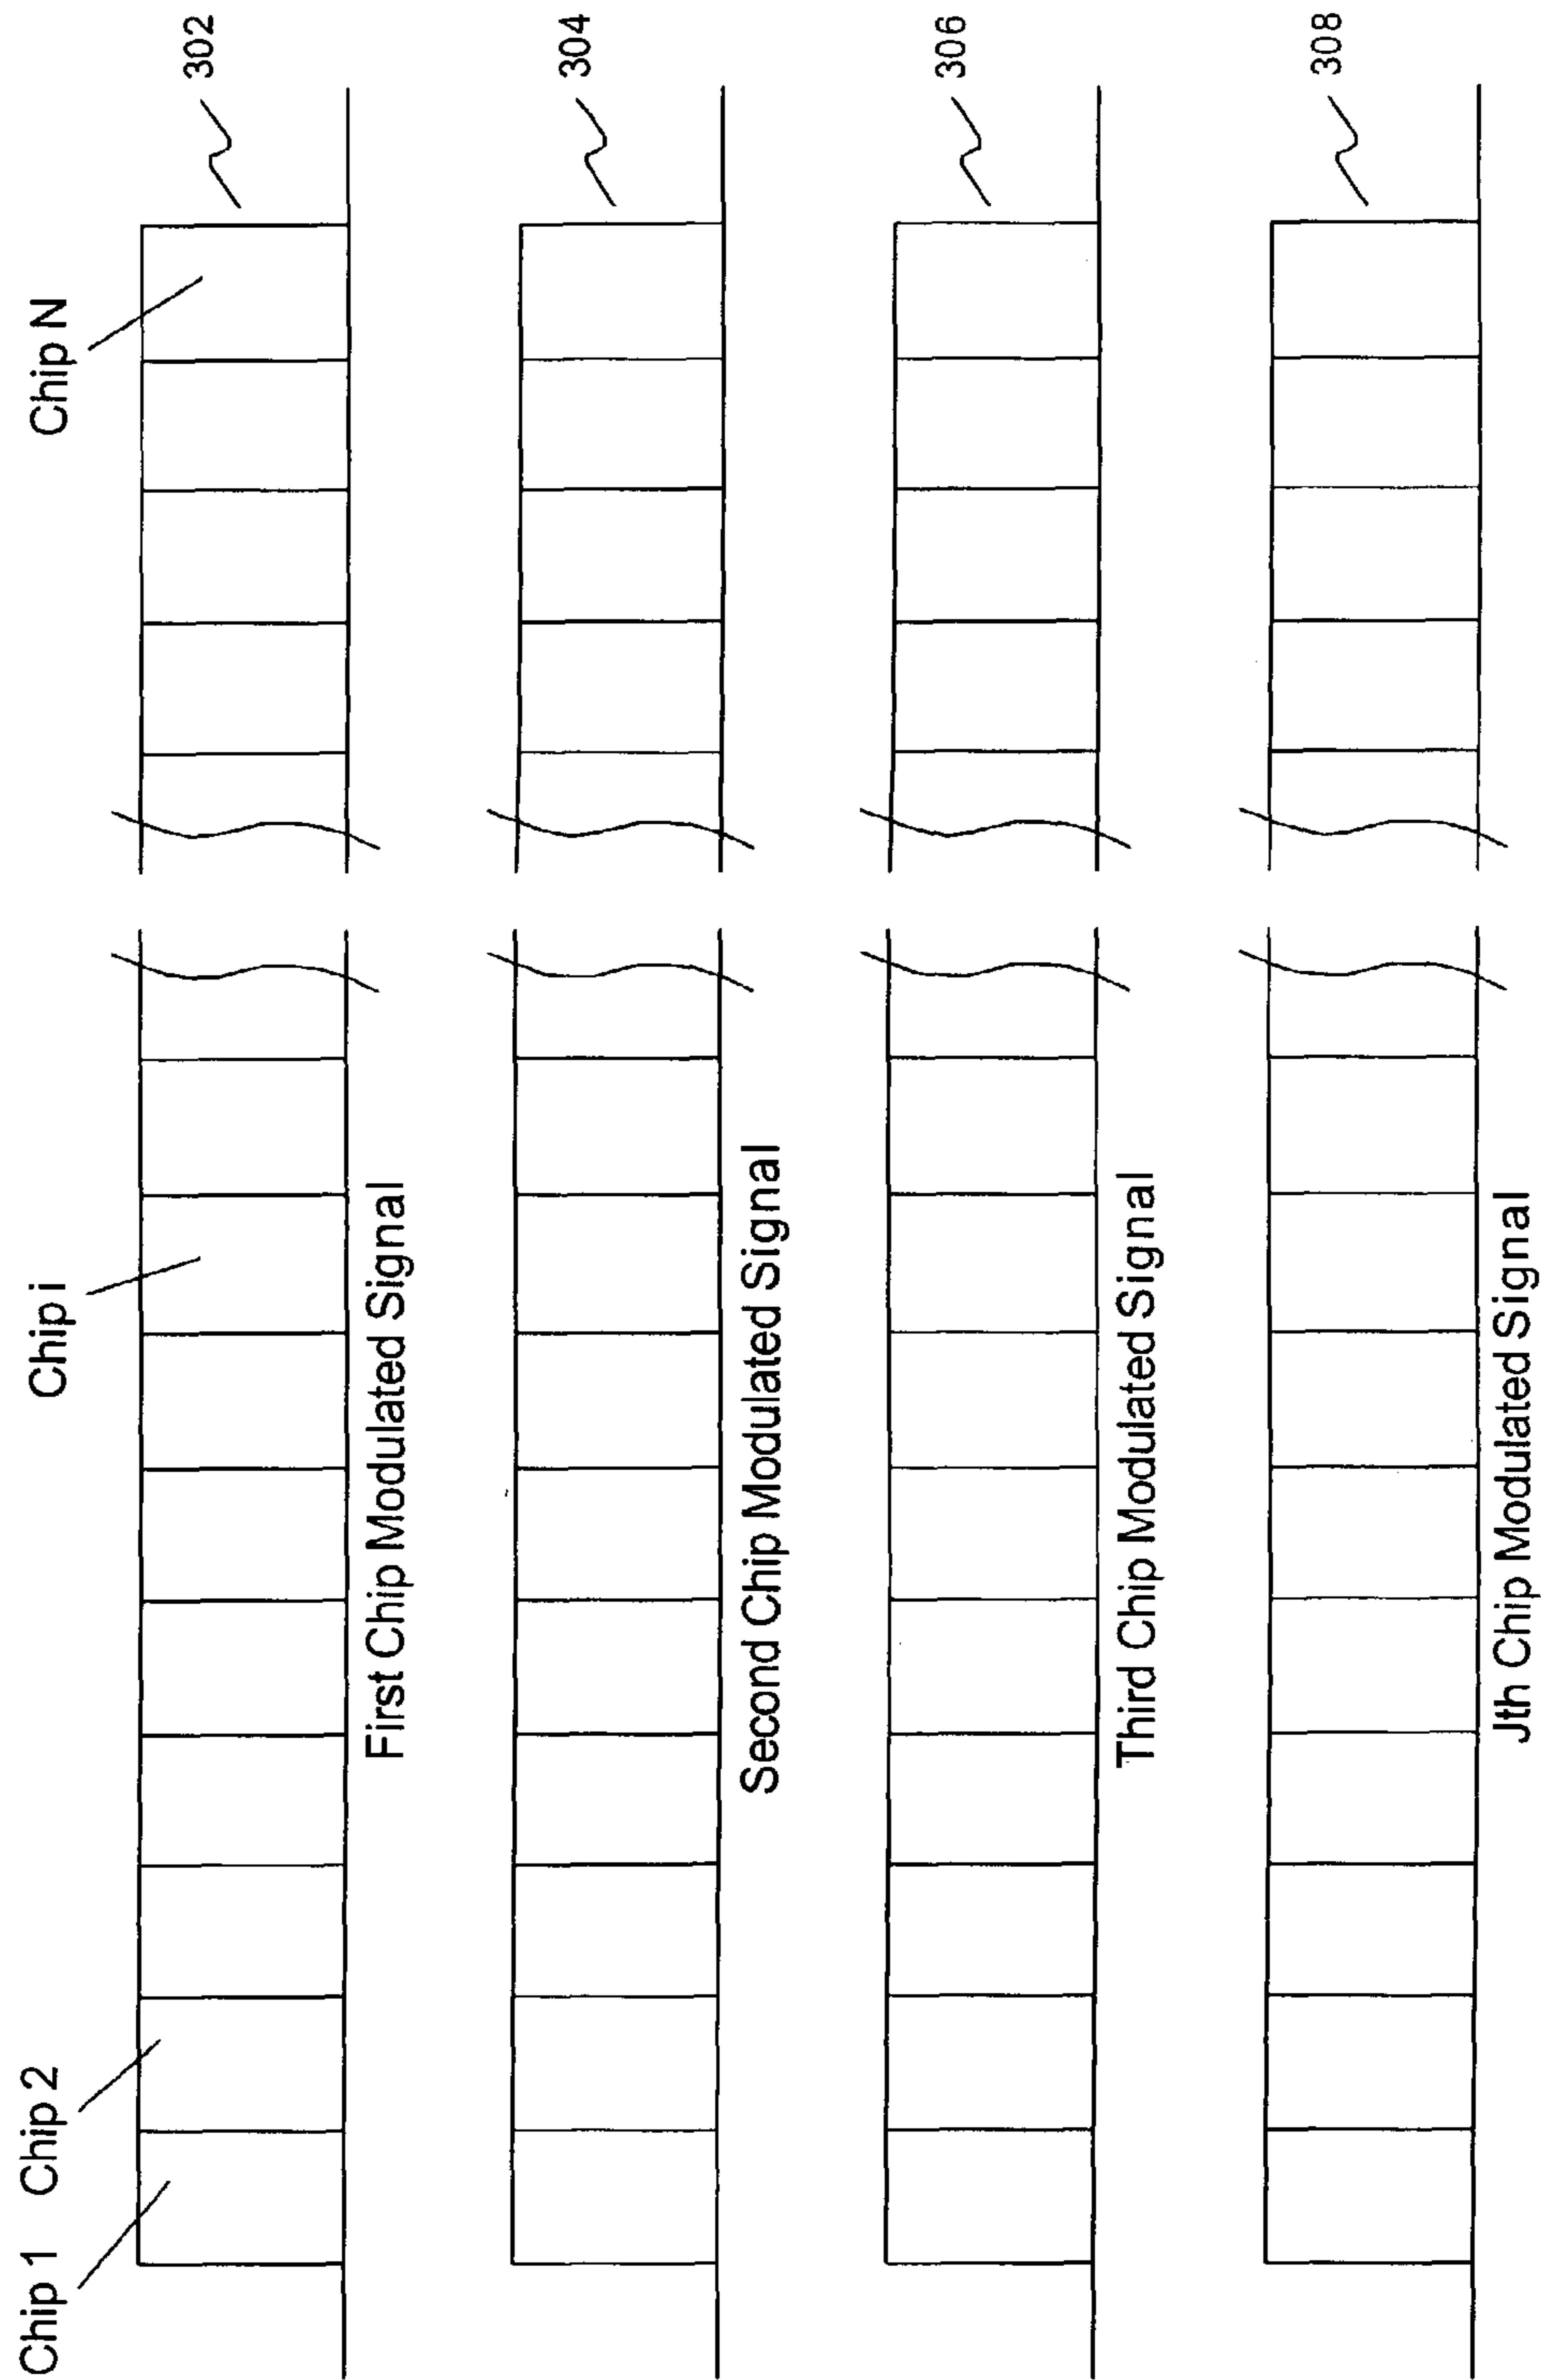 Chip 1
Chip 2
Chip i
Chip N
302
First Chip Modulated Signal
304
Second Chip Modulated Signal
306
Third Chip Modulated Signal
308
Jth Chip Modulated Signal